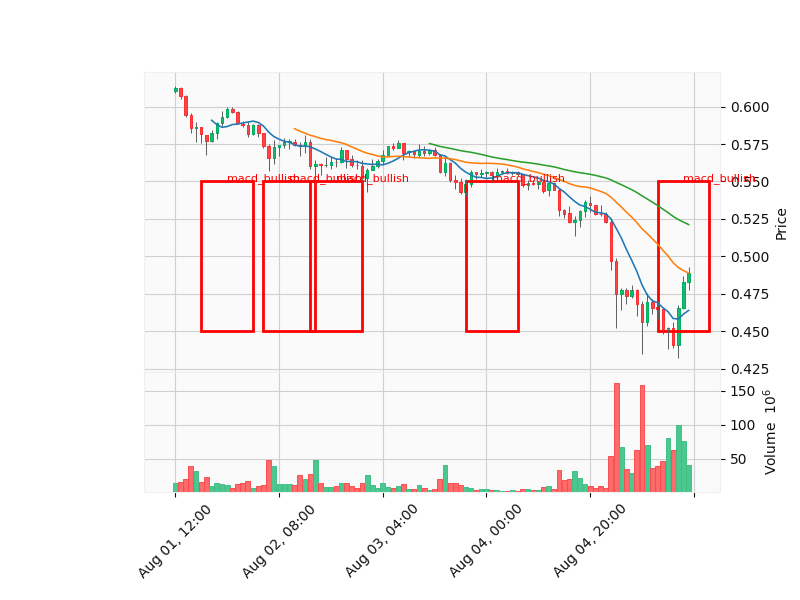 0.600
0.575
0.550
0.525
0.500
0.475
0.450
0.425
Price
macd_bullish
macd_bullish
macd_bullish
macd_bullish
macd_bullish
150
100
50
Volume 10^6
Aug 01, 12:00
Aug 02, 08:00
Aug 03, 04:00
Aug 04, 00:00
Aug 04, 20:00